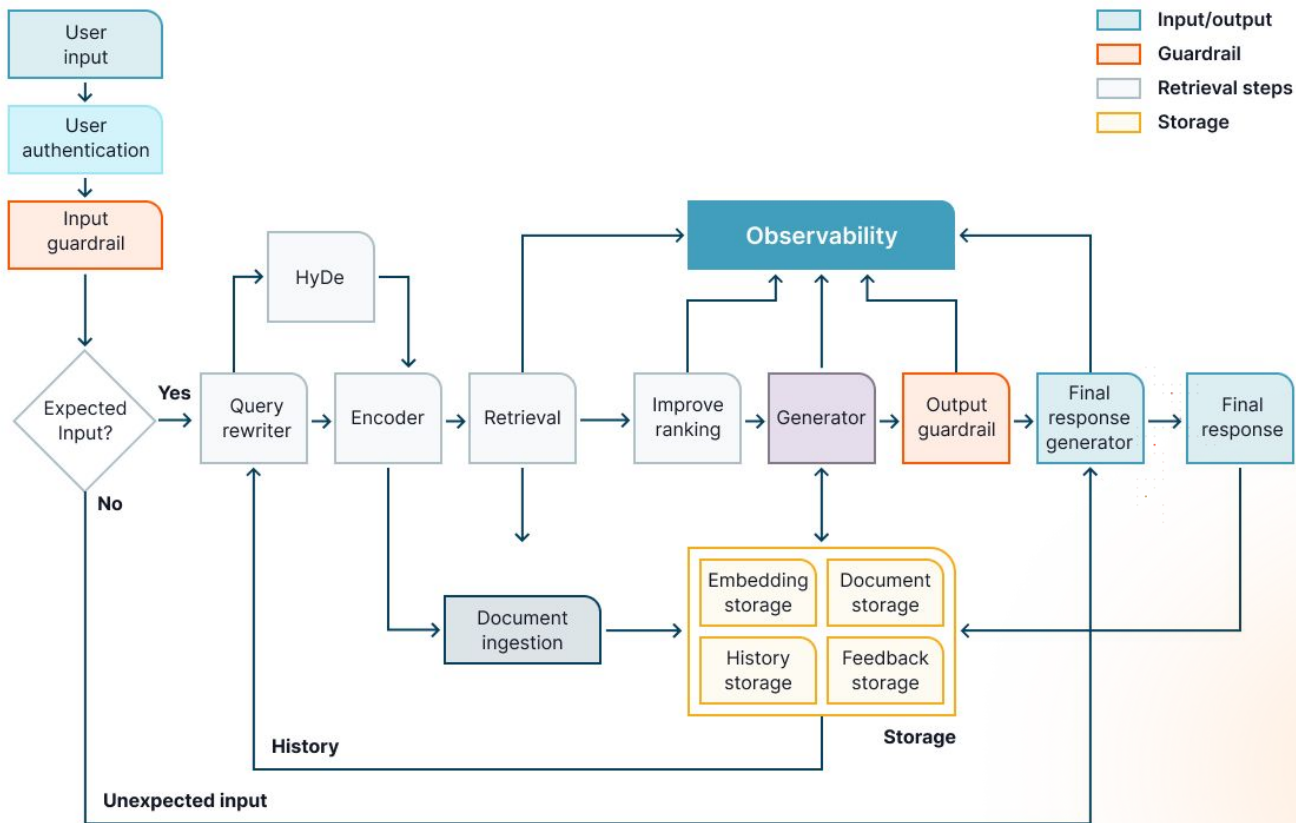 User
input
User
authentication
Input
guardrail
Expected
Input?
Yes
No
HyDe
Query
rewriter
Encoder
Retrieval
Improve
ranking
Generator
Output
guardrail
Final
response
generator
Final
response
Observability
Document
ingestion
Embedding
storage
Document
storage
History
storage
Feedback
storage
Storage
History
Unexpected input
Input/output
Guardrail
Retrieval steps
Storage